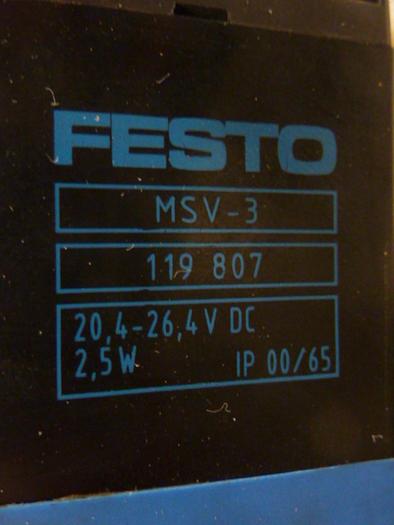 FESTO
MSV-3
119 807
20,4-26,4V DC
2,5W IP 00/65